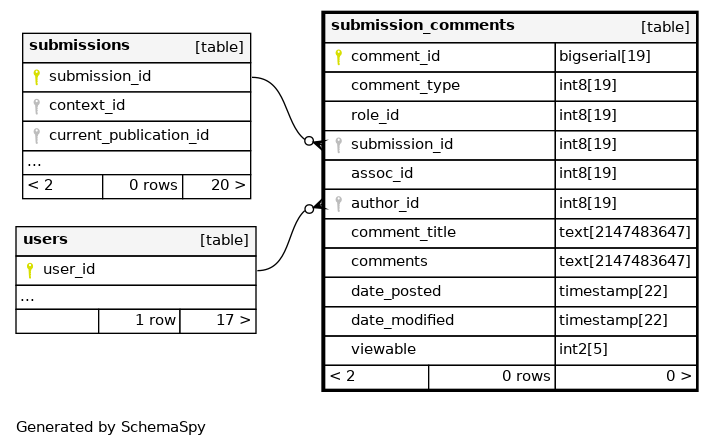 submissions [table]
submission_id
context_id
current_publication_id
...
< 2 0 rows 20 >
users [table]
user_id
...
1 row 17 >
submission_comments [table]
comment_id bigserial[19]
comment_type int8[19]
role_id int8[19]
submission_id int8[19]
assoc_id int8[19]
author_id int8[19]
comment_title text[2147483647]
comments text[2147483647]
date_posted timestamp[22]
date_modified timestamp[22]
viewable int2[5]
< 2 0 rows 0 >
Generated by SchemaSpy